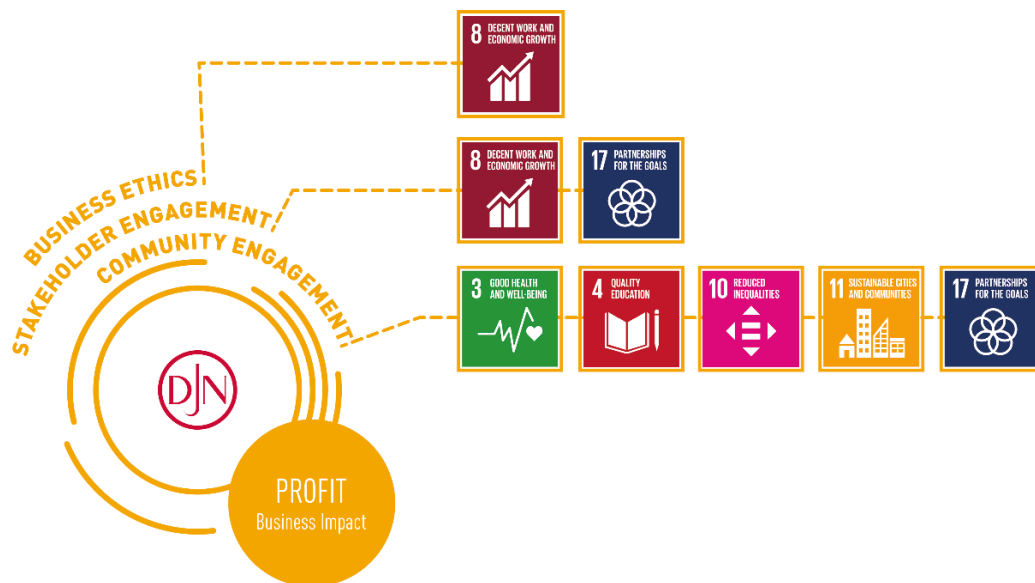 8 DECENT WORK AND
ECONOMIC GROWTH
8 DECENT WORK AND
ECONOMIC GROWTH
17 PARTNERSHIPS
FOR THE GOALS
BUSINESS ETHICS
STAKEHOLDER ENGAGEMENT
COMMUNITY ENGAGEMENT
3 GOOD HEALTH
AND WELL-BEING
4 QUALITY
EDUCATION
10 REDUCED
INEQUALITIES
11 SUSTAINABLE CITIES
AND COMMUNITIES
17 PARTNERSHIPS
FOR THE GOALS
DJN
PROFIT
Business Impact